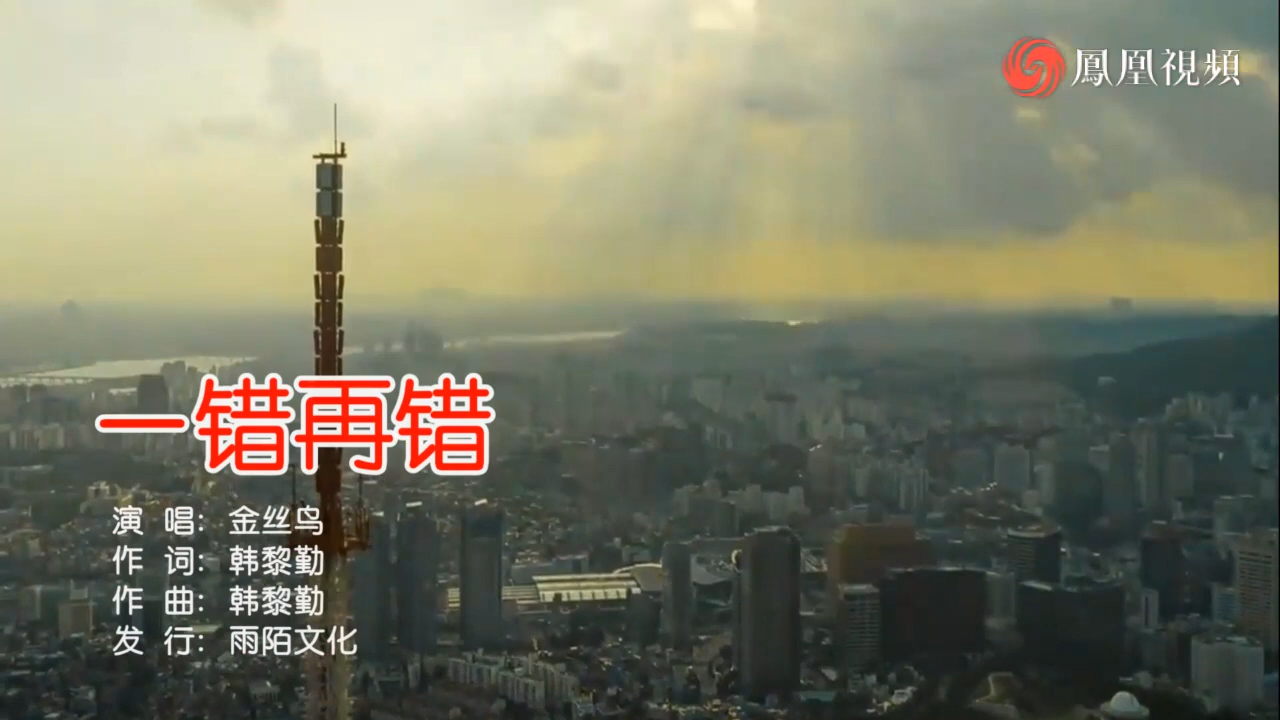 鳳凰視頻
一错再错
演 唱：金丝鸟
作 词：韩黎勤
作 曲：韩黎勤
发 行：雨陌文化